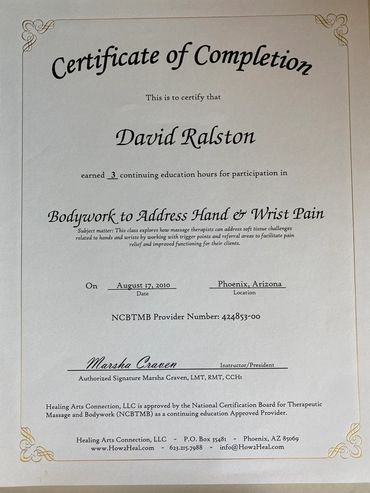 Certificate of Completion
This is to certify that
David Ralston
earned 3 continuing education hours for participation in
Bodywork to Address Hand & Wrist Pain
Subject matter: This class explores how massage therapists can address soft tissue challenges
related to hands and wrists by working with trigger points and referral areas to facilitate pain
relief and improved functioning for their clients.
On August 17, 2010 Phoenix, Arizona
Date Location
NCBTMB Provider Number: 424853-00
Marsha Craven Instructor/President
Authorized Signature Marsha Craven, LMT, RMT, CCHt
Healing Arts Connection, LLC is approved by the National Certification Board for Therapeutic
Massage and Bodywork (NCBTMB) as a continuing education Approved Provider.
Healing Arts Connection, LLC - P.O. Box 35481 - Phoenix, AZ 85069
www.How2Heal.com - 623.215.7988 - info@How2Heal.com